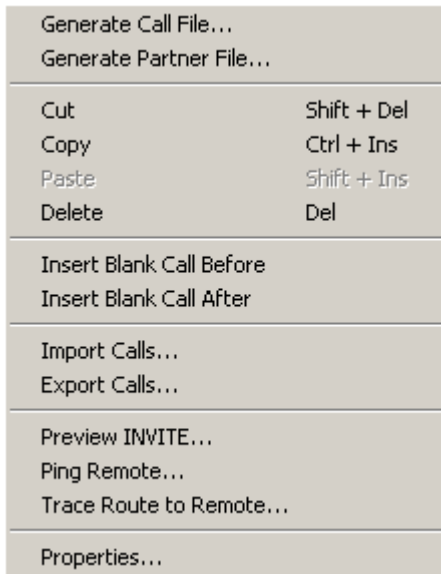 Generate Call File...
Generate Partner File...
Cut Shift + Del
Copy Ctrl + Ins
Paste Shift + Ins
Delete Del
Insert Blank Call Before
Insert Blank Call After
Import Calls...
Export Calls...
Preview INVITE...
Ping Remote...
Trace Route to Remote...
Properties...